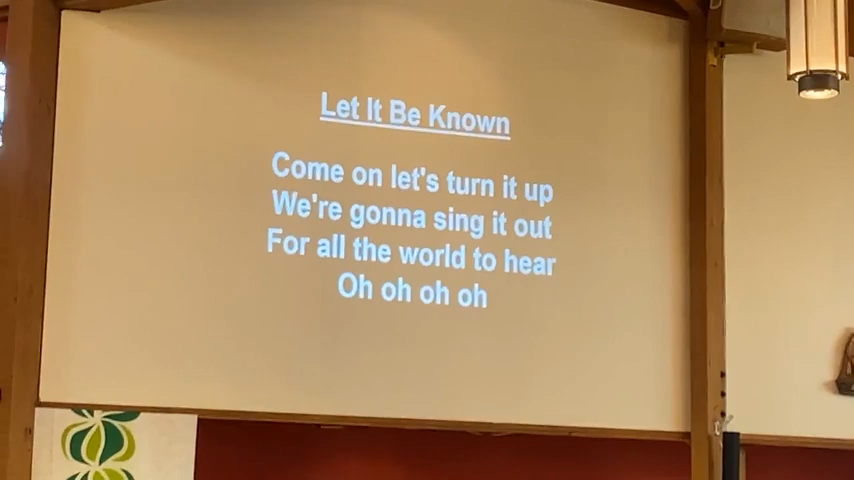 Let It Be Known
Come on let's turn it up
We're gonna sing it out
For all the world to hear
Oh oh oh oh